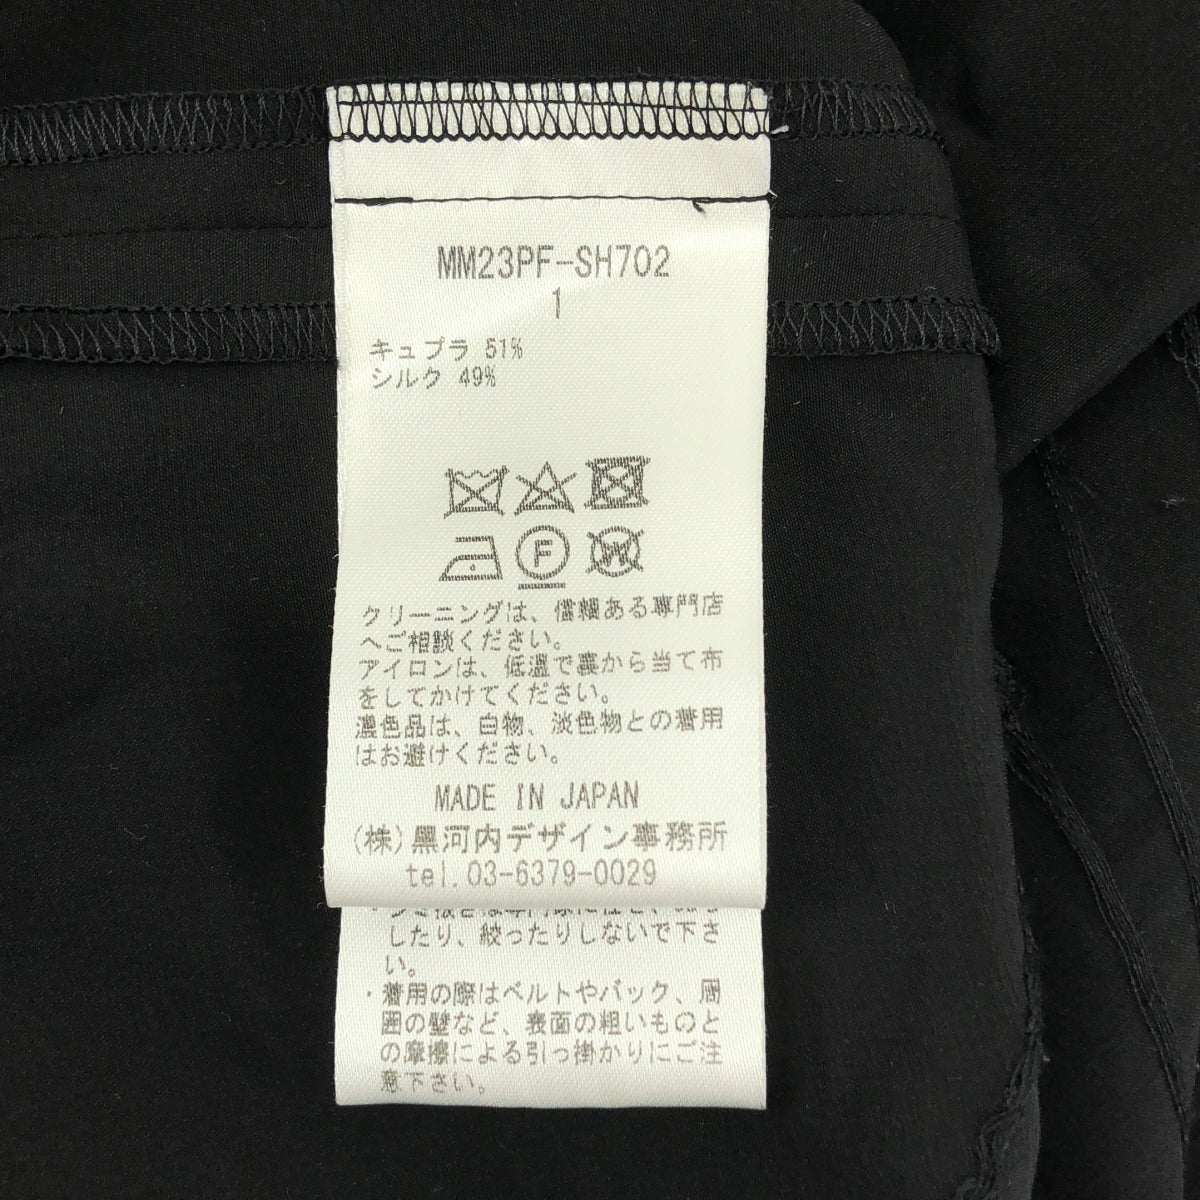 MM23PF-SH702
1
キュプラ 51%
シルク 49%
F
W
クリーニングは、信頼ある専門店
へご相談ください。
アイロンは、低温で裏から当て布
をしてかけてください。
濃色品は、白物、淡色物との着用
はお避けください。
MADE IN JAPAN
(株)黒河内デザイン事務所
tel.03-6379-0029
したり、絞ったりしないで下さ
い。
・着用の際はベルトやバック、周
囲の壁など、表面の粗いものと
の摩擦による引っ掛かりにご注
意下さい。